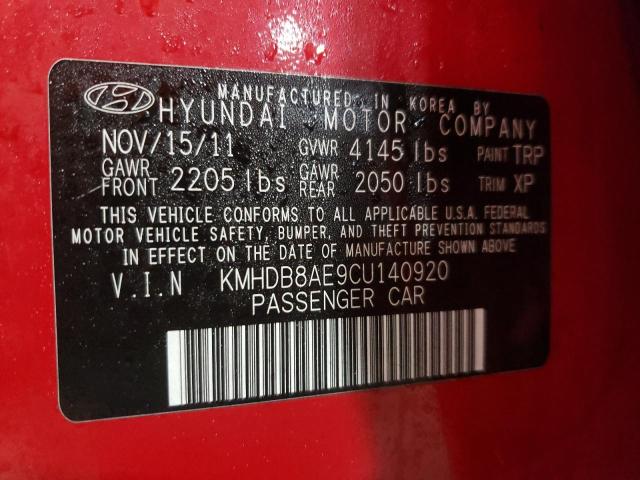 MANUFACTURED IN KOREA BY
HYUNDAI MOTOR COMPANY
NOV/15/11 GVWR 4145 lbs PAINT TRP
GAWR FRONT 2205 lbs GAWR REAR 2050 lbs TRIM XP
THIS VEHICLE CONFORMS TO ALL APPLICABLE U.S.A. FEDERAL
MOTOR VEHICLE SAFETY, BUMPER, AND THEFT PREVENTION STANDARDS
IN EFFECT ON THE DATE OF MANUFACTURE SHOWN ABOVE
V.I.N KMHDB8AE9CU140920
PASSENGER CAR